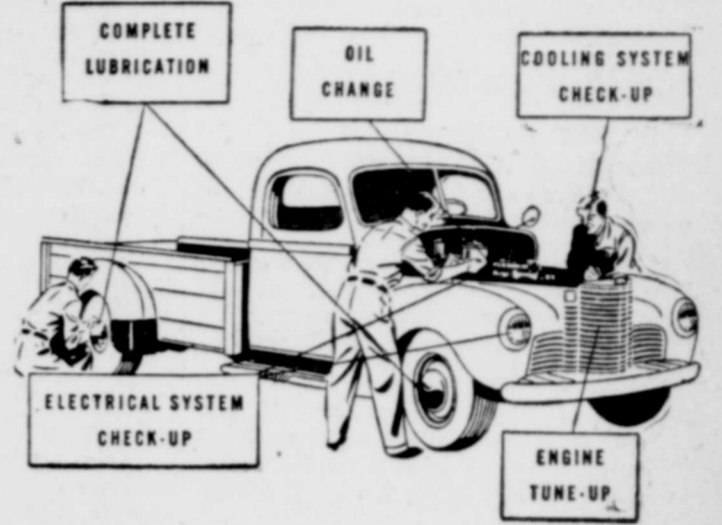 COMPLETE
LUBRICATION
OIL
CHANGE
COOLING SYSTEM
CHECK-UP
ELECTRICAL SYSTEM
CHECK-UP
ENGINE
TUNE-UP